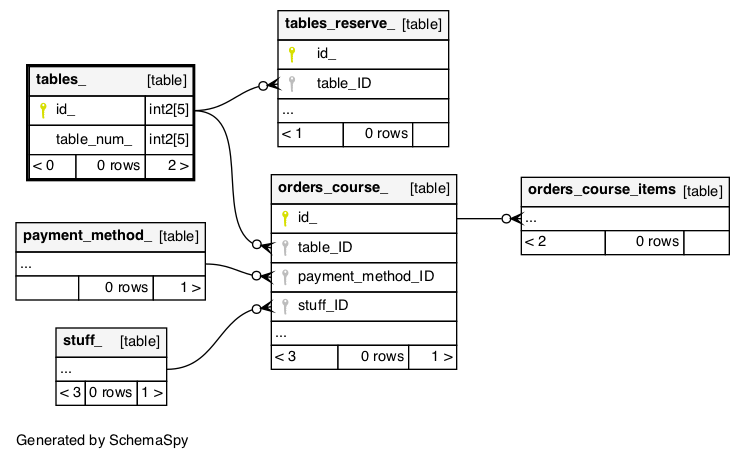 tables_reserve_ [table]
id_
table_ID
...
< 1 0 rows
tables_ [table]
id_ int2[5]
table_num_ int2[5]
< 0 0 rows 2 >
orders_course_ [table]
id_
table_ID
payment_method_ID
stuff_ID
...
< 3 0 rows 1 >
orders_course_items [table]
...
< 2 0 rows
payment_method_ [table]
...
0 rows 1 >
stuff_ [table]
...
< 3 0 rows 1 >
Generated by SchemaSpy